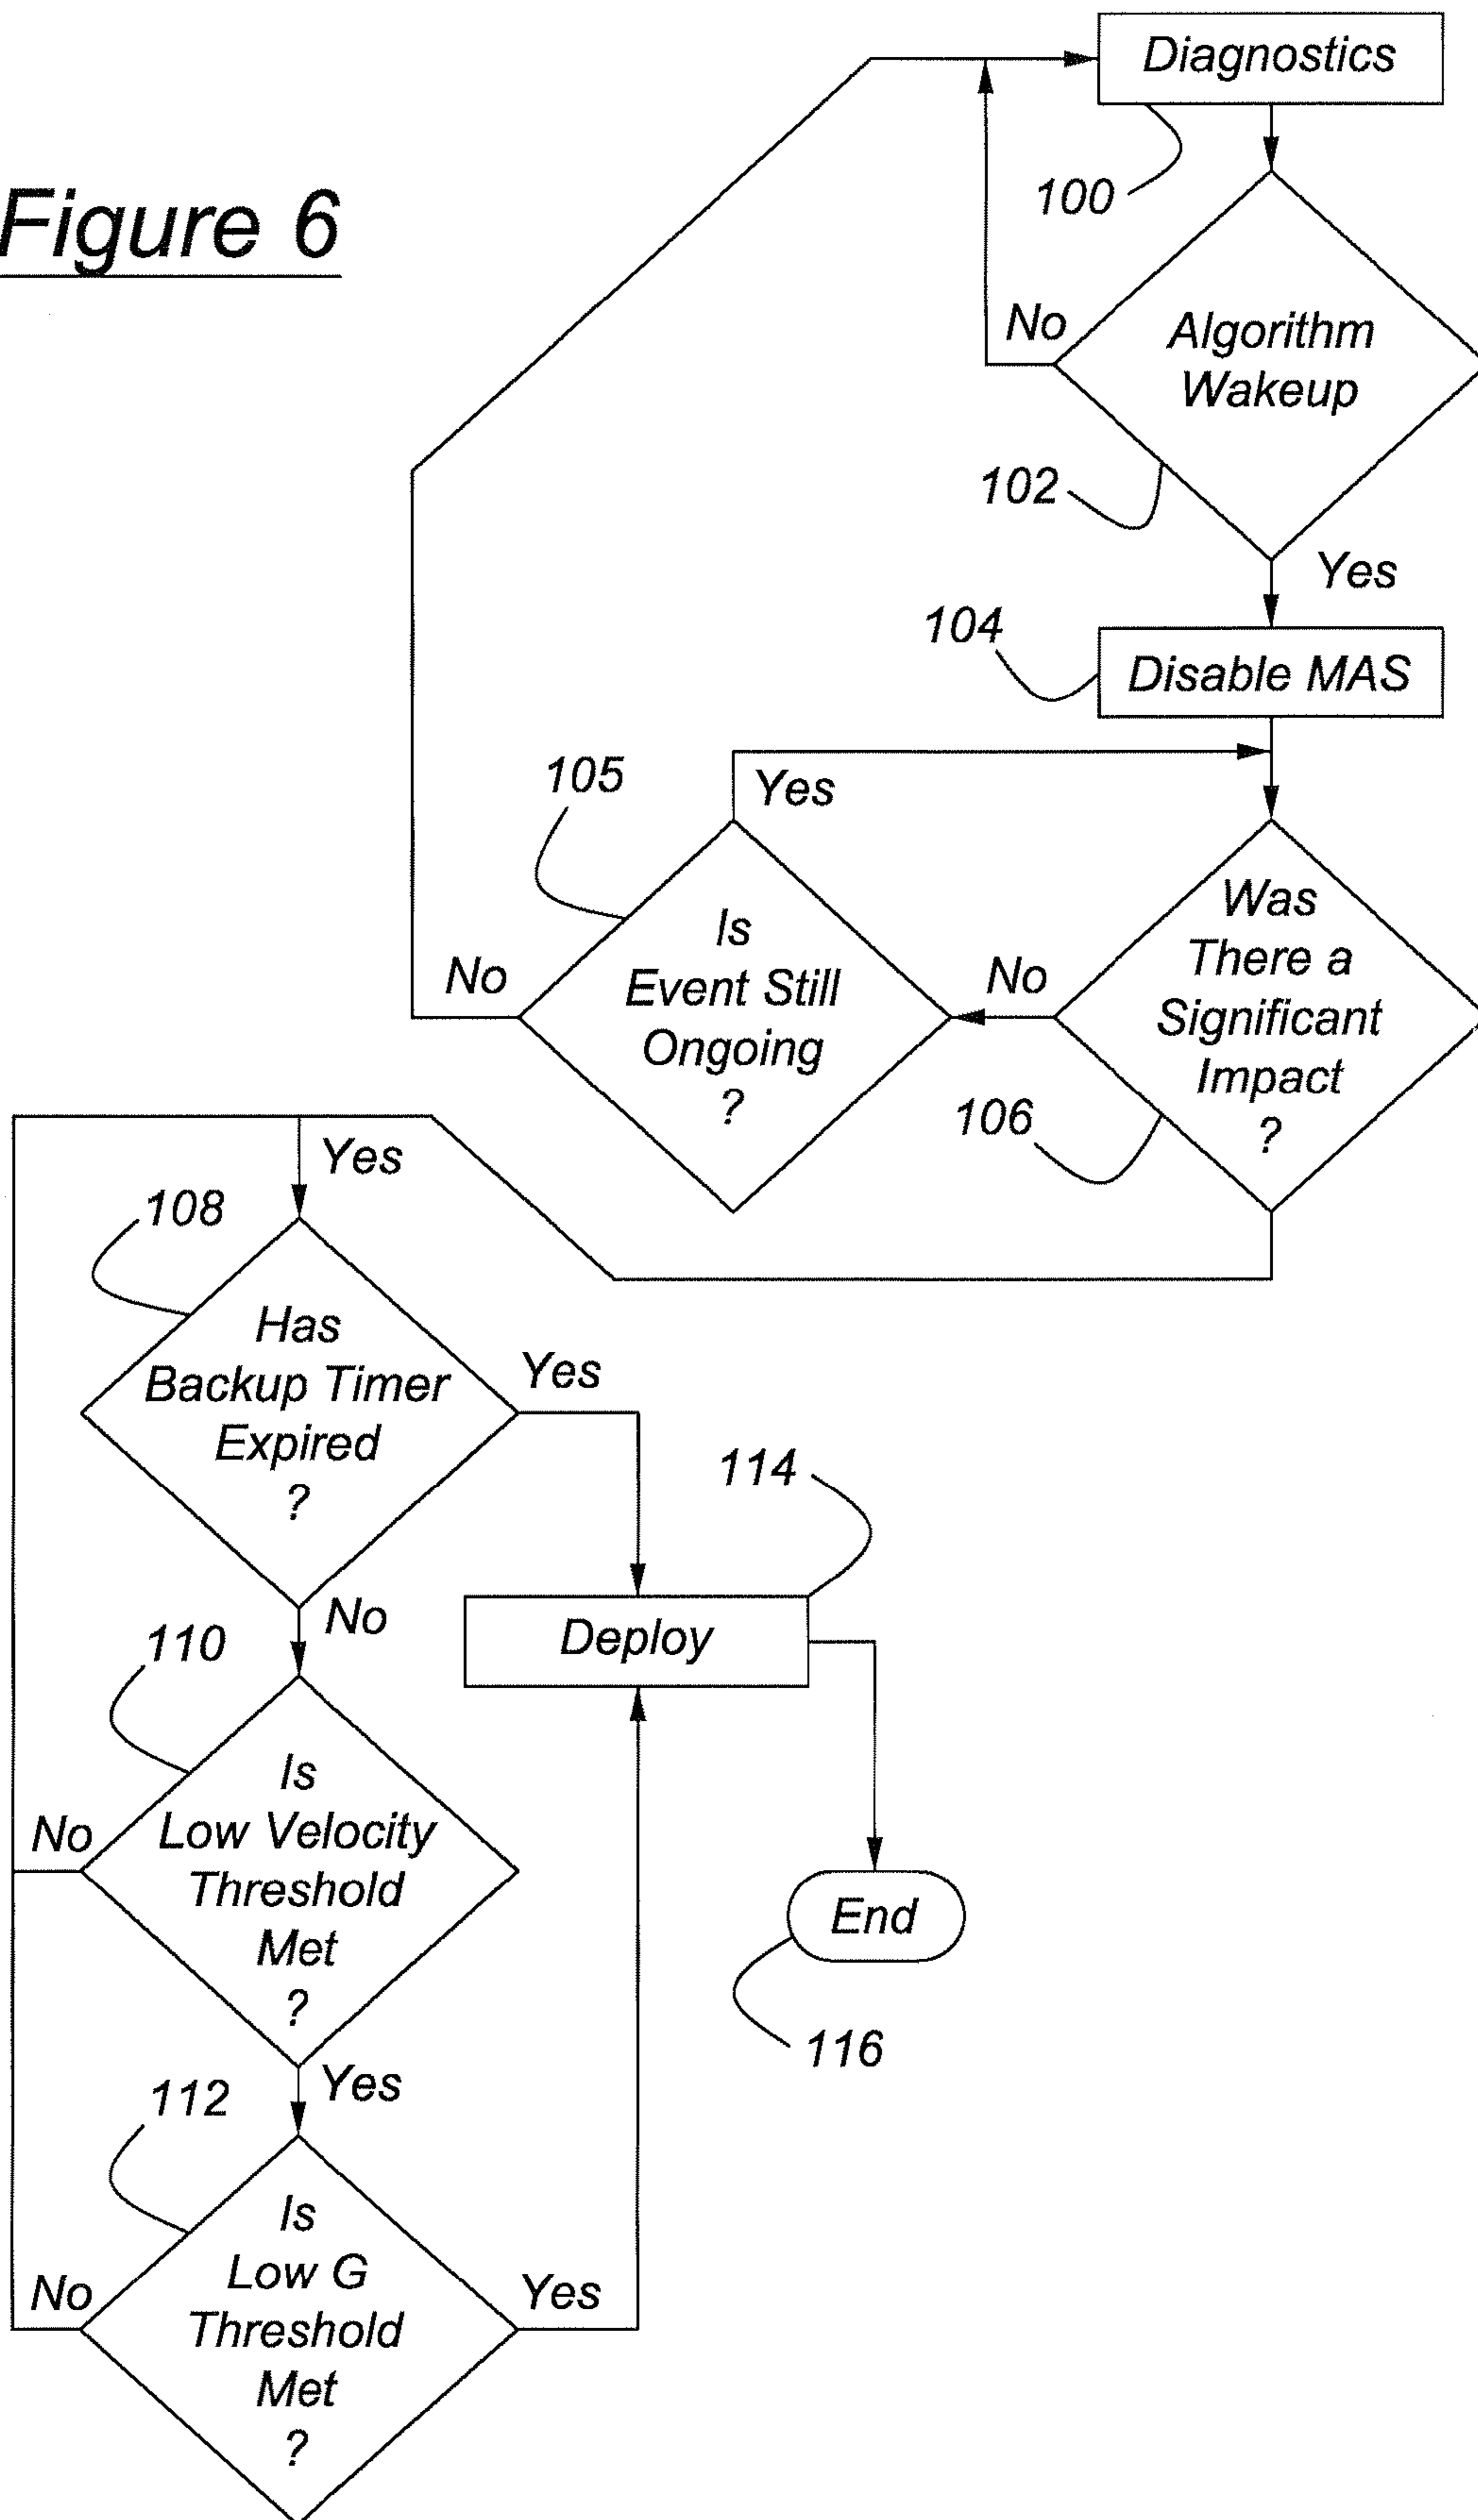 Figure 6
Diagnostics
100
No
Algorithm
Wakeup
102
Yes
104
Disable MAS
105
Yes
Was
There a
Significant
Impact
?
No
Is
Event Still
Ongoing
?
No
106
Yes
108
Has
Backup Timer
Expired
?
Yes
114
No
Deploy
110
Is
Low Velocity
Threshold
Met
?
No
End
116
Yes
112
Is
Low G
Threshold
Met
?
No
Yes